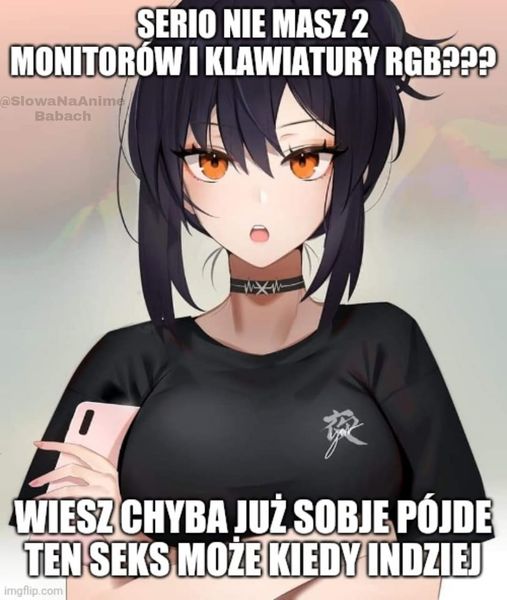 SERIO NIE MASZ 2
MONITORÓW I KLAWIATURY RGB???
@SlowaNaAnime
Babach
夜
WIESZ CHYBA JUŻ SOBJE PÓJDE
TEN SEKS MOŻE KIEDY INDZIEJ
imgflip.com